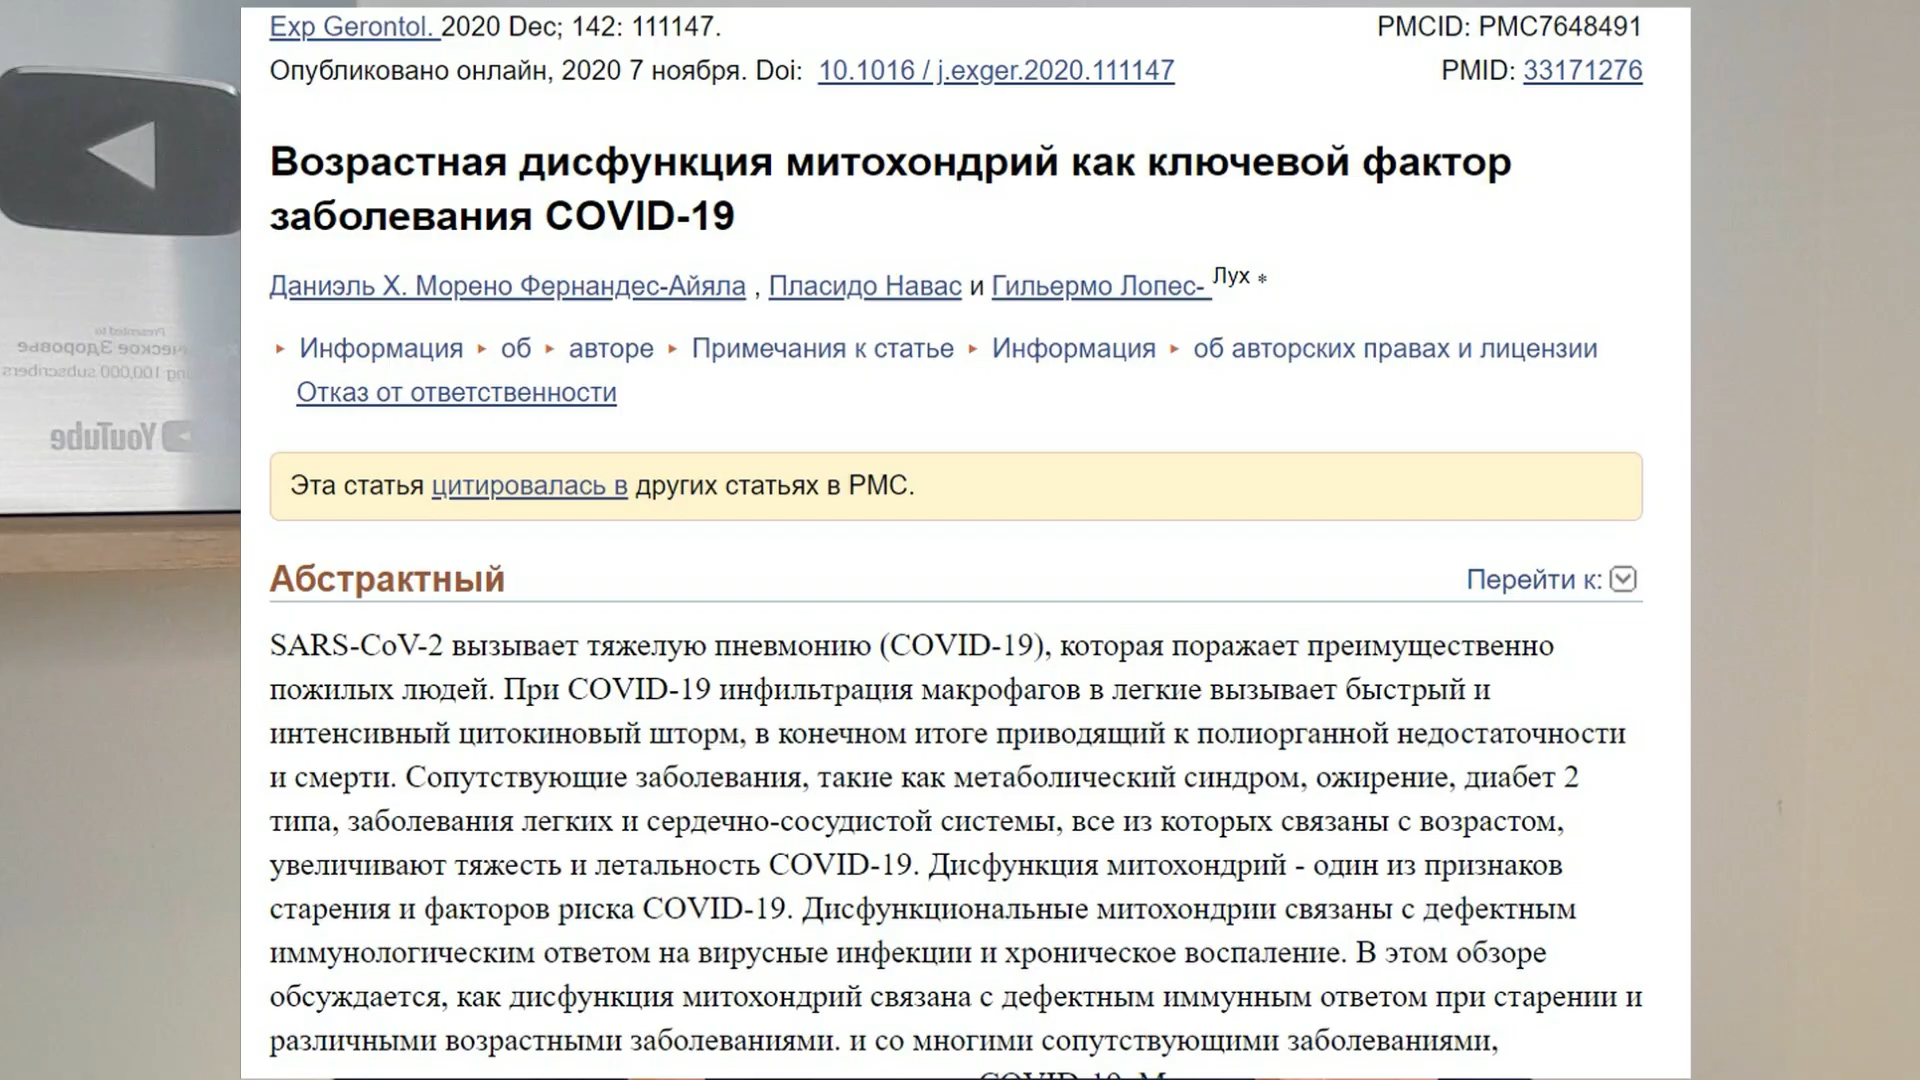 Exp Gerontol. 2020 Dec; 142: 111147. PMCID: PMC7648491
Опубликовано онлайн, 2020 7 ноября. Doi: 10.1016 / j.exger.2020.111147 PMID: 33171276
Возрастная дисфункция митохондрий как ключевой фактор
заболевания COVID-19
Даниэль Х. Морено Фернандес-Айяла , Пласидо Навас и Гильермо Лопес- Лух *
▸ Информация ▸ об ▸ авторе ▸ Примечания к статье ▸ Информация ▸ об авторских правах и лицензии
Отказ от ответственности
Эта статья цитировалась в других статьях в PMC.
Абстрактный Перейти к:
SARS-CoV-2 вызывает тяжелую пневмонию (COVID-19), которая поражает преимущественно
пожилых людей. При COVID-19 инфильтрация макрофагов в легкие вызывает быстрый и
интенсивный цитокиновый шторм, в конечном итоге приводящий к полиорганной недостаточности
и смерти. Сопутствующие заболевания, такие как метаболический синдром, ожирение, диабет 2
типа, заболевания легких и сердечно-сосудистой системы, все из которых связаны с возрастом,
увеличивают тяжесть и летальность COVID-19. Дисфункция митохондрий - один из признаков
старения и факторов риска COVID-19. Дисфункциональные митохондрии связаны с дефектным
иммунологическим ответом на вирусные инфекции и хроническое воспаление. В этом обзоре
обсуждается, как дисфункция митохондрий связана с дефектным иммунным ответом при старении и
различными возрастными заболеваниями. и со многими сопутствующими заболеваниями,
Presented to
ческое Здоровье
100,000 subscribers
YouTube